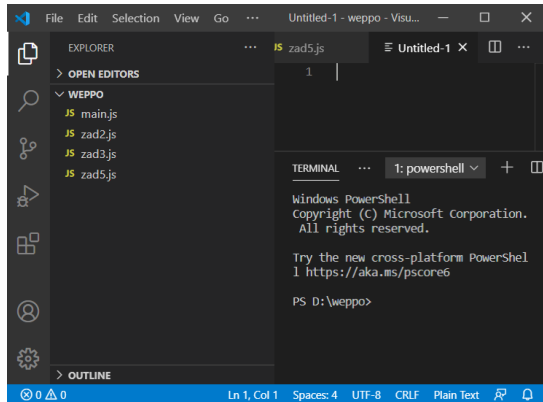 File Edit Selection View Go ··· Untitled-1 - weppo - Visu...
EXPLORER ···
JS zad5.js Untitled-1
OPEN EDITORS
WEPPO
JS main.js
JS zad2.js
JS zad3.js
JS zad5.js
1
TERMINAL ··· 1: powershell
Windows PowerShell
Copyright (C) Microsoft Corporation.
All rights reserved.
Try the new cross-platform PowerShel
l https://aka.ms/pscore6
PS D:\weppo>
OUTLINE
0 0 Ln 1, Col 1 Spaces: 4 UTF-8 CRLF Plain Text